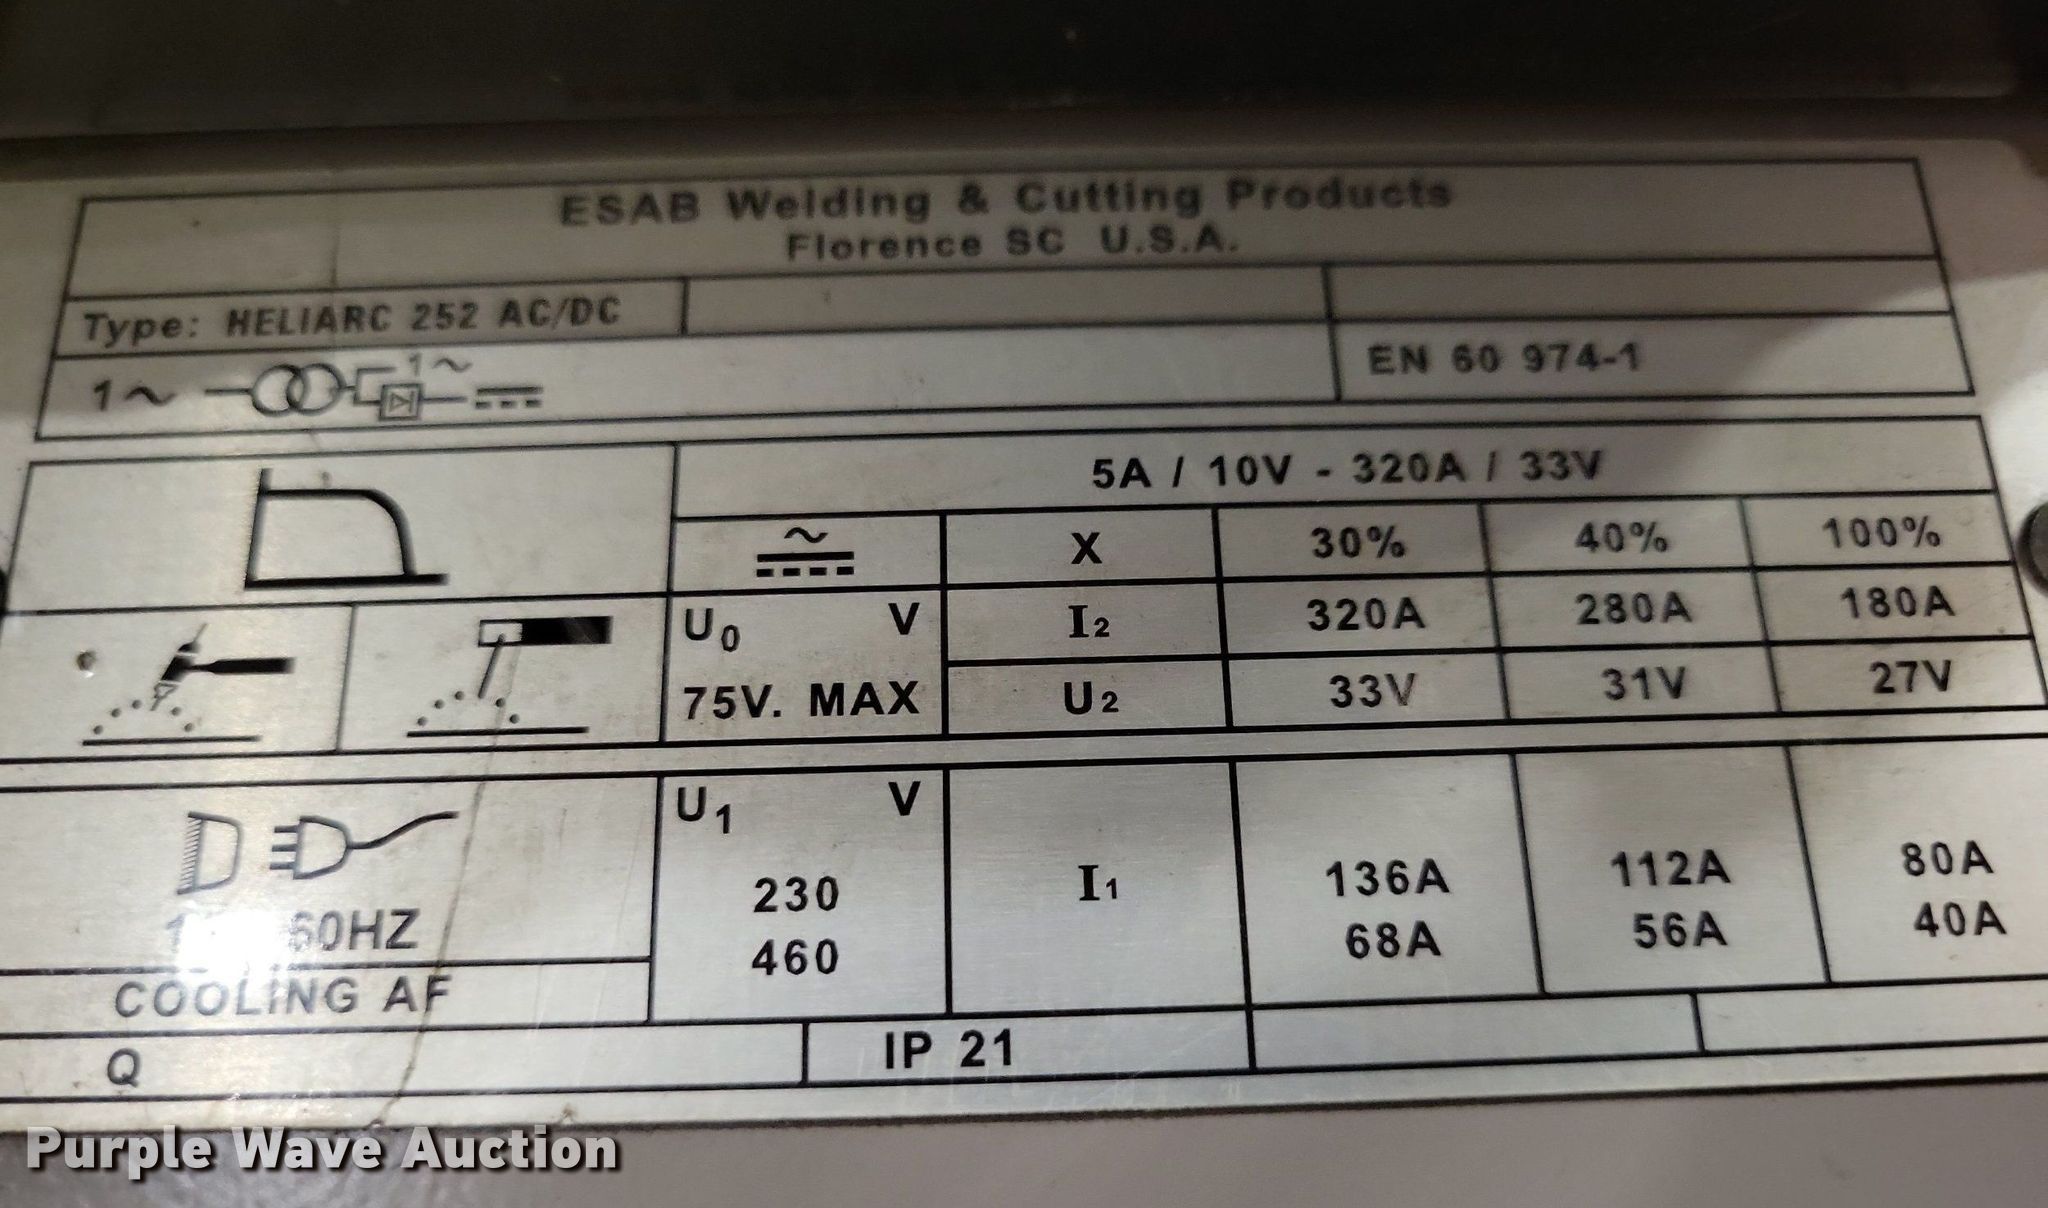 ESAB Welding & Cutting Products
Florence SC U.S.A.
Type: HELIARC 252 AC/DC
1~ 1~
EN 60 974-1
5A / 10V - 320A / 33V
X 30% 40% 100%
U0 V I2 320A 280A 180A
75V. MAX U2 33V 31V 27V
U1 V
230 I1 136A 112A 80A
460 68A 56A 40A
60HZ
COOLING AF
Q IP 21
Purple Wave Auction